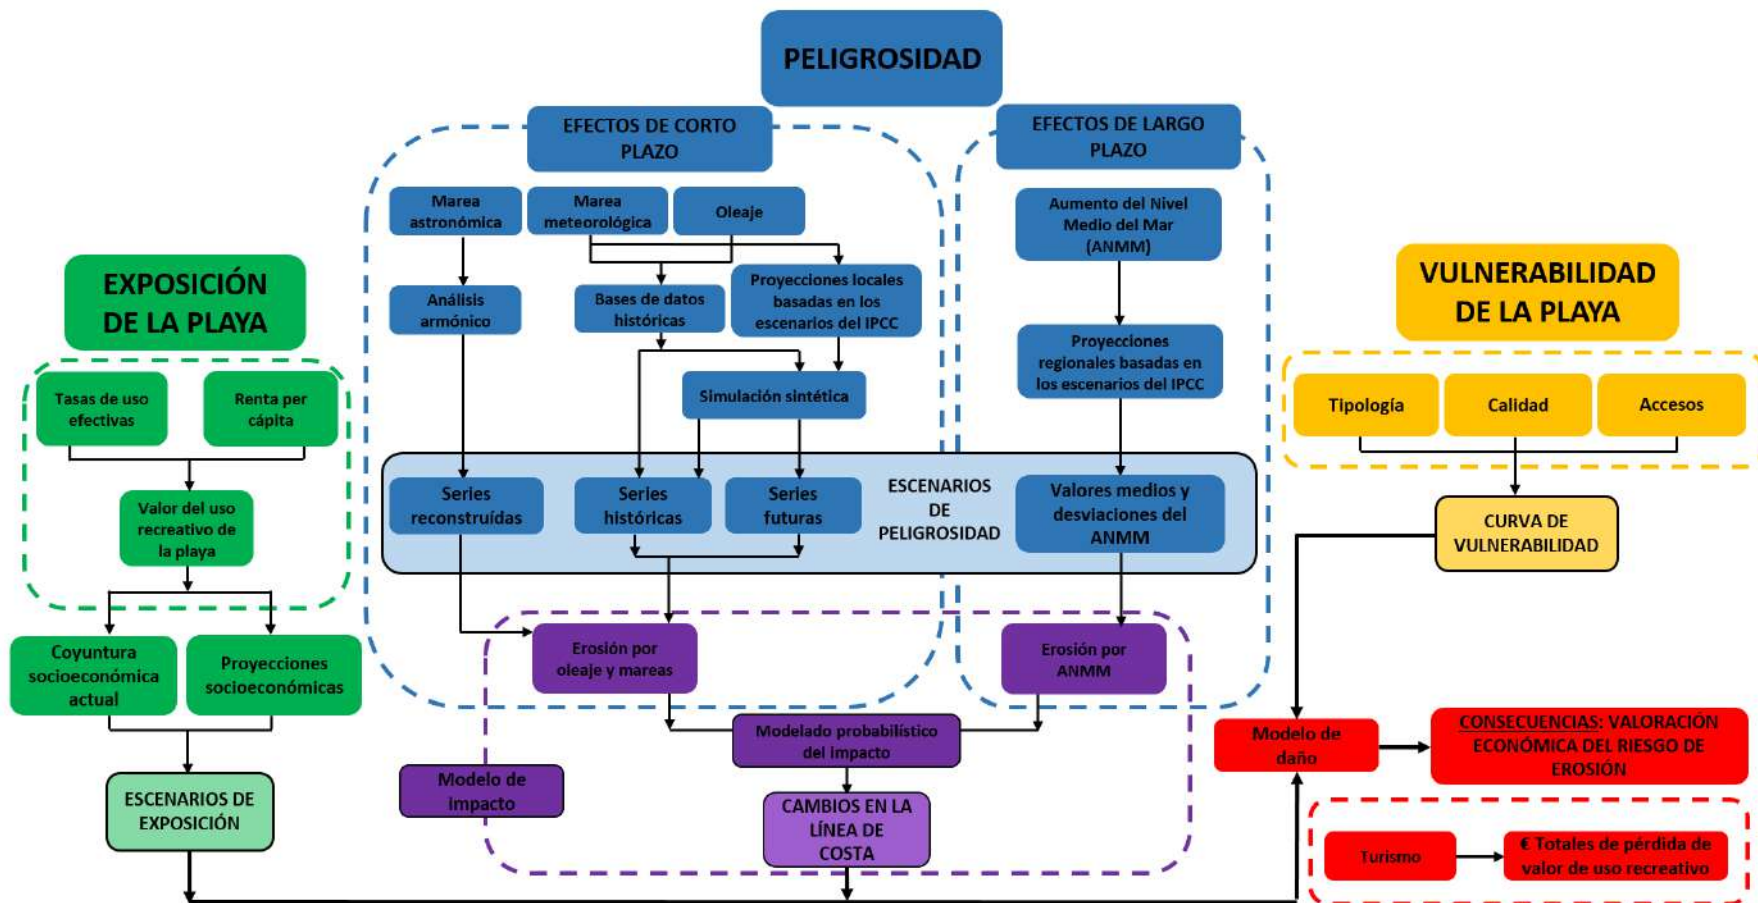 PELIGROSIDAD
EFECTOS DE CORTO
PLAZO
EFECTOS DE LARGO
PLAZO
Marea
astronómica
Marea
meteorológica
Oleaje
Aumento del Nivel
Medio del Mar
(ANMM)
Análisis
armónico
Bases de datos
históricas
Proyecciones locales
basadas en los
escenarios del IPCC
Proyecciones
regionales basadas en
los escenarios del IPCC
Simulación sintética
Series
reconstruídas
Series
históricas
Series
futuras
ESCENARIOS
DE
PELIGROSIDAD
Valores medios y
desviaciones del
ANMM
EXPOSICIÓN
DE LA PLAYA
Tasas de uso
efectivas
Renta per
cápita
Valor del uso
recreativo de
la playa
Coyuntura
socioeconómica
actual
Proyecciones
socioeconómicas
ESCENARIOS DE
EXPOSICIÓN
Erosión por
oleaje y mareas
Erosión por
ANMM
Modelado probabilístico
del impacto
Modelo de
impacto
CAMBIOS EN LA
LÍNEA DE
COSTA
VULNERABILIDAD
DE LA PLAYA
Tipología
Calidad
Accesos
CURVA DE
VULNERABILIDAD
Modelo de
daño
CONSECUENCIAS: VALORACIÓN
ECONÓMICA DEL RIESGO DE
EROSIÓN
Turismo
€ Totales de pérdida de
valor de uso recreativo